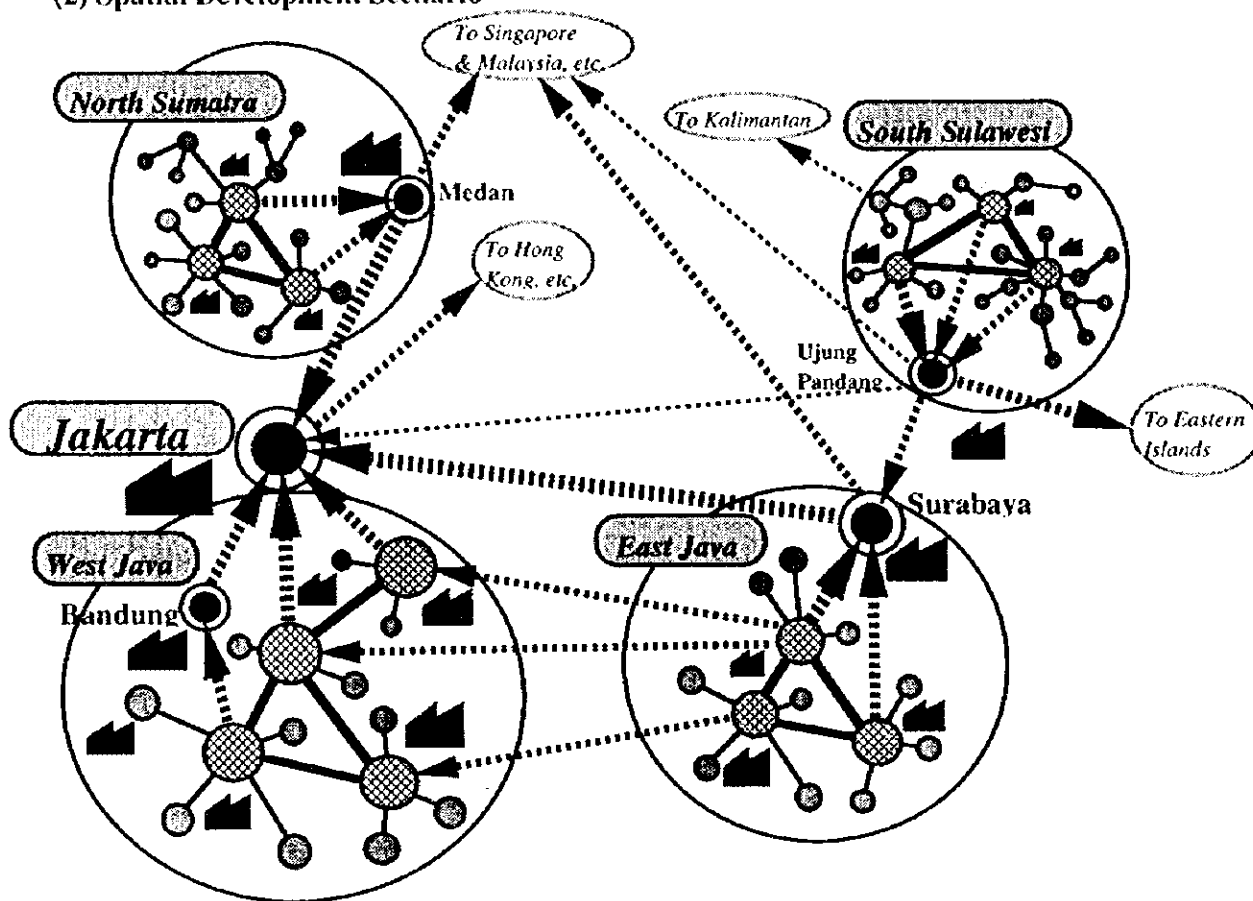 (2) Spatial Development Scenario
To Singapore
& Malaysia, etc.
North Sumatra
To Kalimantan
South Sulawesi
Medan
To Hong
Kong, etc.
Ujung
Pandang
Jakarta
To Eastern
Islands
Surabaya
West Java
East Java
Bandung